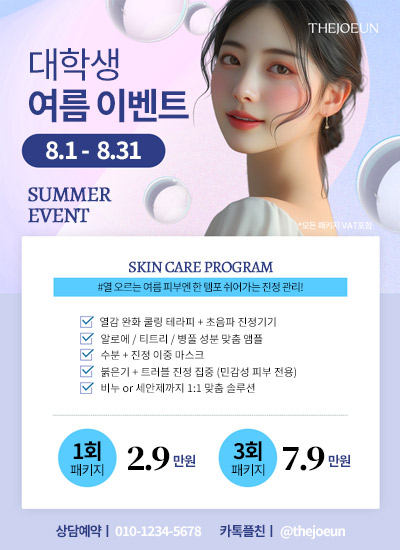 THEJOEUN
대학생
여름 이벤트
8.1 - 8.31
SUMMER
EVENT
*모든 패키지 VAT포함
SKIN CARE PROGRAM
#열 오르는 여름 피부엔 한 템포 쉬어가는 진정 관리!
열감 완화 쿨링 테라피 + 초음파 진정기기
알로에 / 티트리 / 병풀 성분 맞춤 앰플
수분 + 진정 이중 마스크
붉은기 + 트러블 진정 집중 (민감성 피부 전용)
비누 or 세안제까지 1:1 맞춤 솔루션
1회 패키지 2.9만원 3회 패키지 7.9만원
상담예약 | 010-1234-5678 카톡플친 | @thejoeun